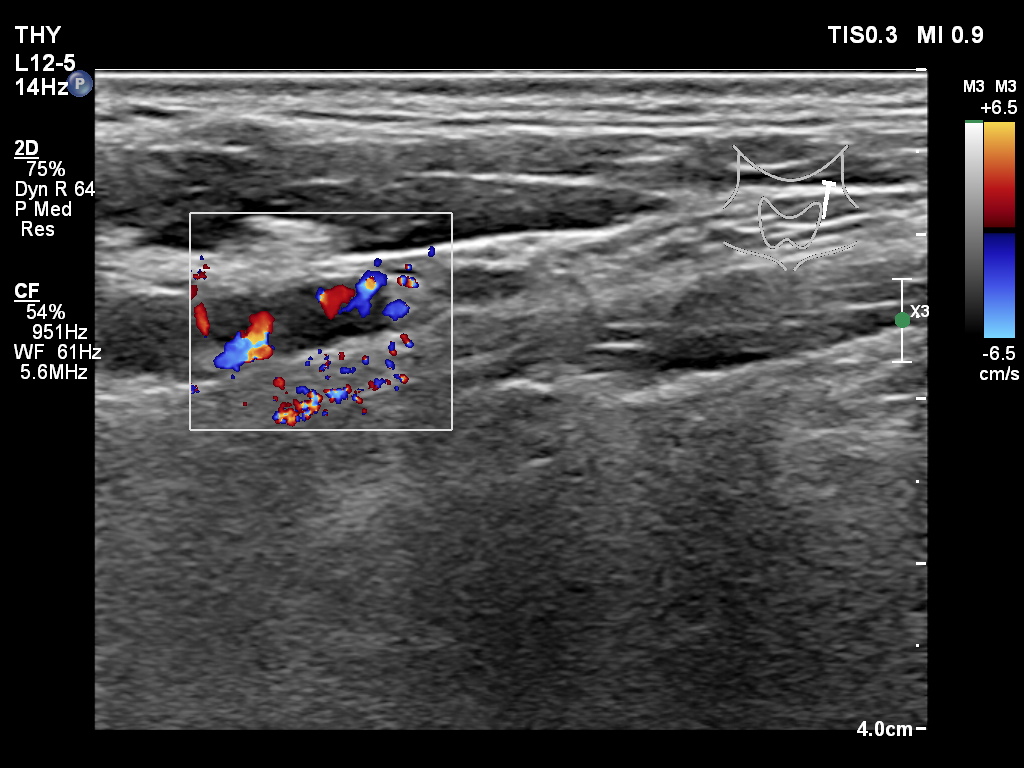 THY
TIS0.3 MI 0.9
L12-5
14Hz
P
M3 M3
+6.5
2D
75%
Dyn R 64
P Med
Res
CF
54%
951Hz
WF 61Hz
5.6MHz
X3
-6.5
cm/s
4.0cm